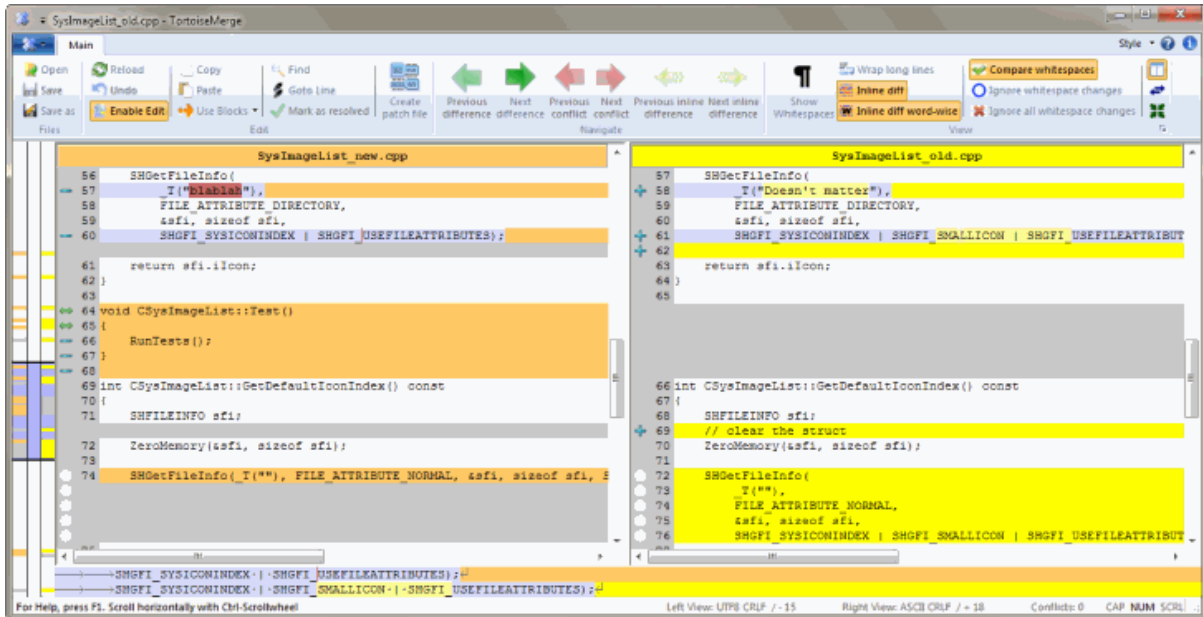 SysImageList_old.cpp - TortoiseMerge
Main
Style
Open
Save
Save as
Files
Reload
Undo
Enable Edit
Copy
Paste
Use Blocks
Find
Goto Line
Mark as resolved
Edit
Create patch file
Previous difference
Next difference
Previous conflict
Next conflict
Previous inline difference
Next inline difference
Navigate
Show Whitespaces
Wrap long lines
Inline diff
Inline diff word-wise
Compare whitespaces
Ignore whitespace changes
Ignore all whitespace changes
View
SysImageList_new.cpp
56 SHGetFileInfo(
57 _T("blablah"),
58 FILE_ATTRIBUTE_DIRECTORY,
59 &sfi, sizeof sfi,
60 SHGFI_SYSICONINDEX | SHGFI_USEFILEATTRIBUTES);
61 return sfi.iIcon;
62 }
63
64 void CSysImageList::Test()
65 {
66 RunTests();
67 }
68
69 int CSysImageList::GetDefaultIconIndex() const
70 {
71 SHFILEINFO sfi;
72 ZeroMemory(&sfi, sizeof sfi);
73
74 SHGetFileInfo(_T(""), FILE_ATTRIBUTE_NORMAL, &sfi, sizeof sfi, S
SysImageList_old.cpp
57 SHGetFileInfo(
58 _T("Doesn't matter"),
59 FILE_ATTRIBUTE_DIRECTORY,
60 &sfi, sizeof sfi,
61 SHGFI_SYSICONINDEX | SHGFI_SMALLICON | SHGFI_USEFILEATTRIBUT
62
63 return sfi.iIcon;
64 }
65
66 int CSysImageList::GetDefaultIconIndex() const
67 {
68 SHFILEINFO sfi;
69 // clear the struct
70 ZeroMemory(&sfi, sizeof sfi);
71
72 SHGetFileInfo(
73 _T(""),
74 FILE_ATTRIBUTE_NORMAL,
75 &sfi, sizeof sfi,
76 SHGFI_SYSICONINDEX | SHGFI_SMALLICON | SHGFI_USEFILEATTRIBUT
SHGFI_SYSICONINDEX·|·SHGFI_USEFILEATTRIBUTES);
SHGFI_SYSICONINDEX·|·SHGFI_SMALLICON·|·SHGFI_USEFILEATTRIBUTES);
For Help, press F1. Scroll horizontally with Ctrl-Scrollwheel
Left View: UTF8 CRLF / - 15
Right View: ASCII CRLF / + 18
Conflicts: 0
CAP NUM SCRL